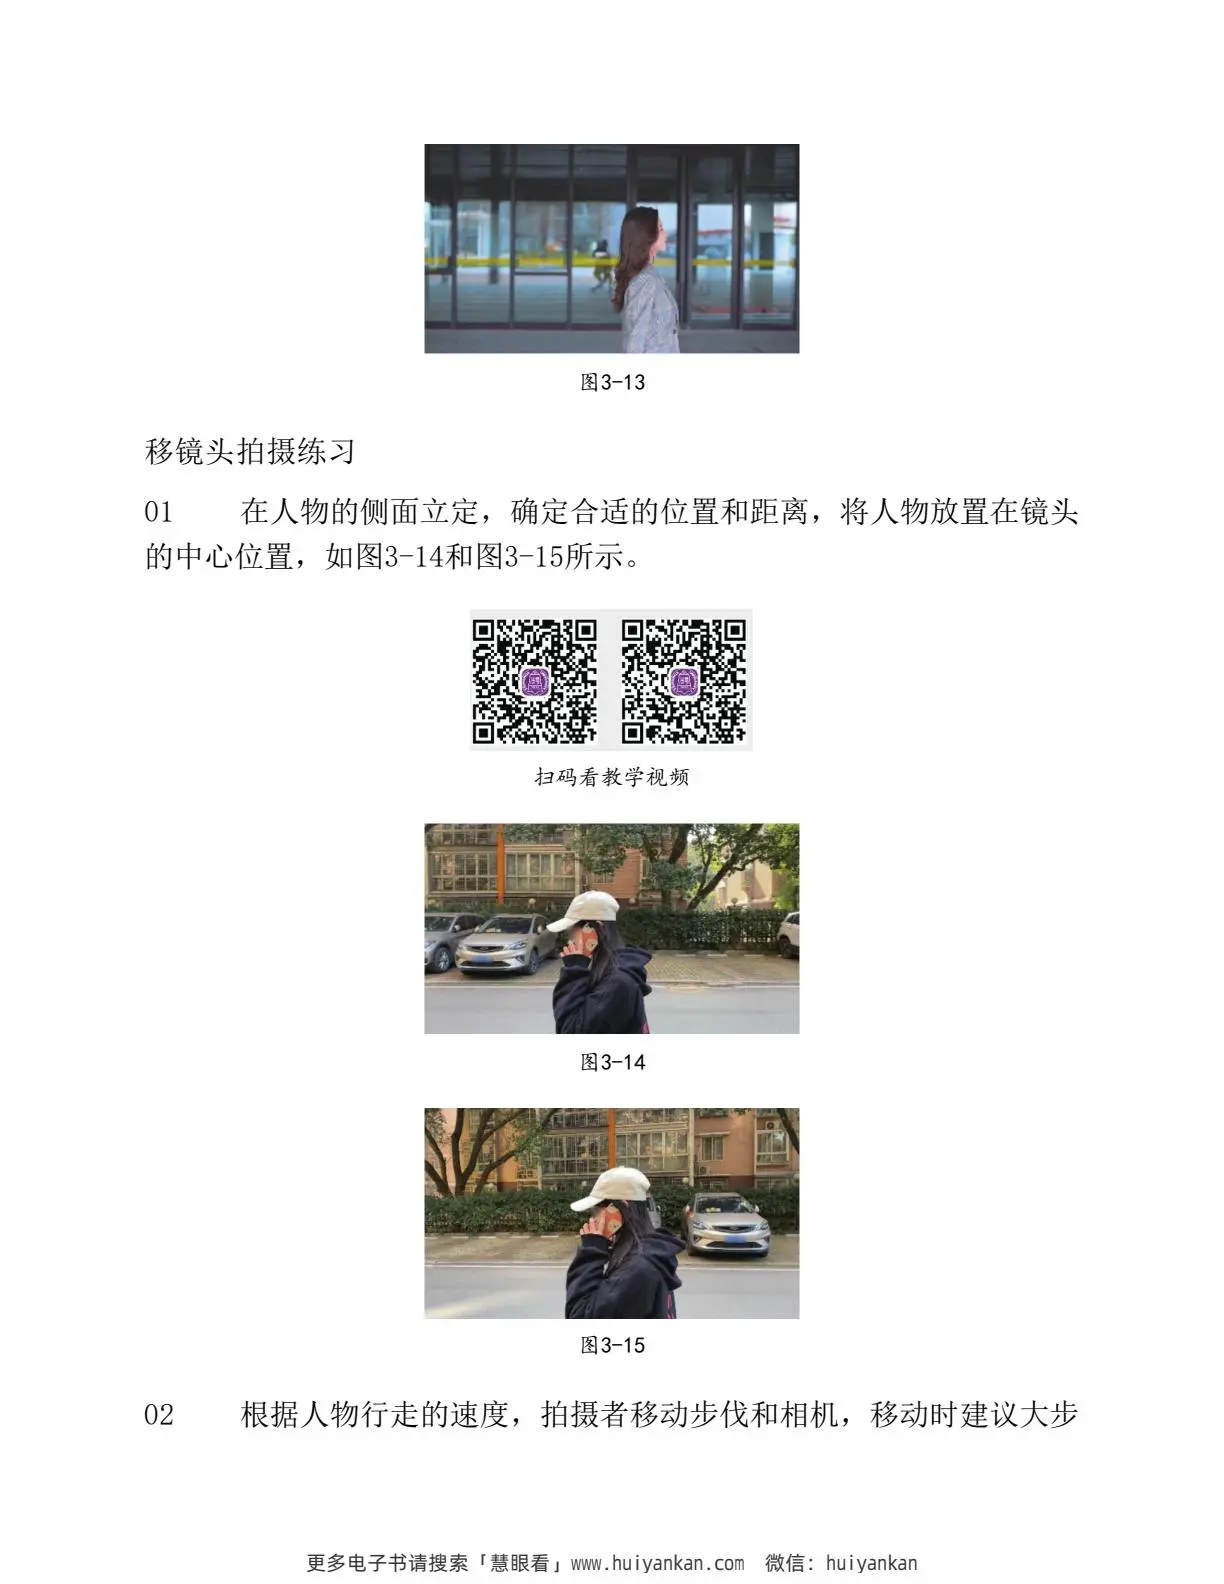 图3-13
移镜头拍摄练习
01 在人物的侧面立定，确定合适的位置和距离，将人物放置在镜头
的中心位置，如图3-14和图3-15所示。
扫码看教学视频
图3-14
图3-15
02 根据人物行走的速度，拍摄者移动步伐和相机，移动时建议大步
更多电子书请搜索「慧眼看」www.huiyankan.com 微信：huiyankan